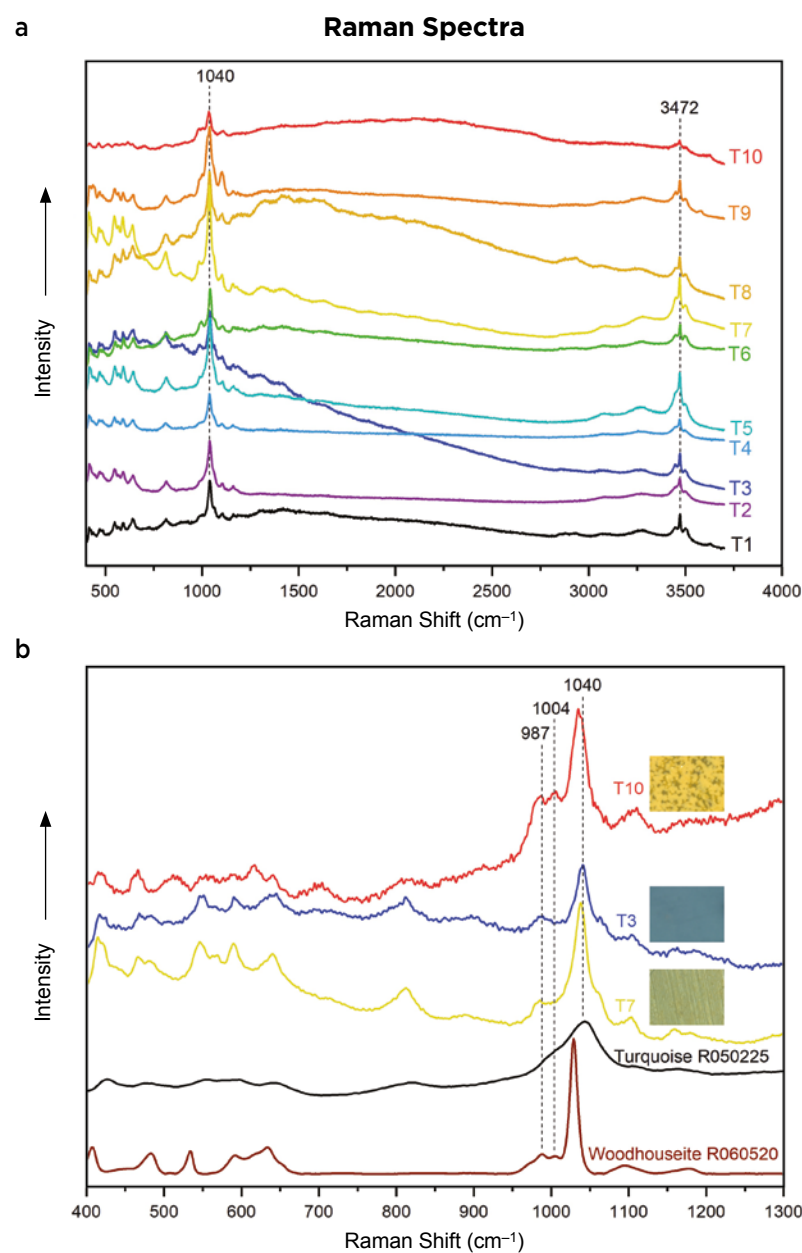 a
Raman Spectra
1040
3472
T10
T9
T8
T7
T6
T5
T4
T3
T2
T1
Intensity
500 1000 1500 2000 2500 3000 3500 4000
Raman Shift (cm⁻¹)
b
1040
1004
987
T10
T3
T7
Turquoise R050225
Woodhouseite R060520
Intensity
400 500 600 700 800 900 1000 1100 1200 1300
Raman Shift (cm⁻¹)